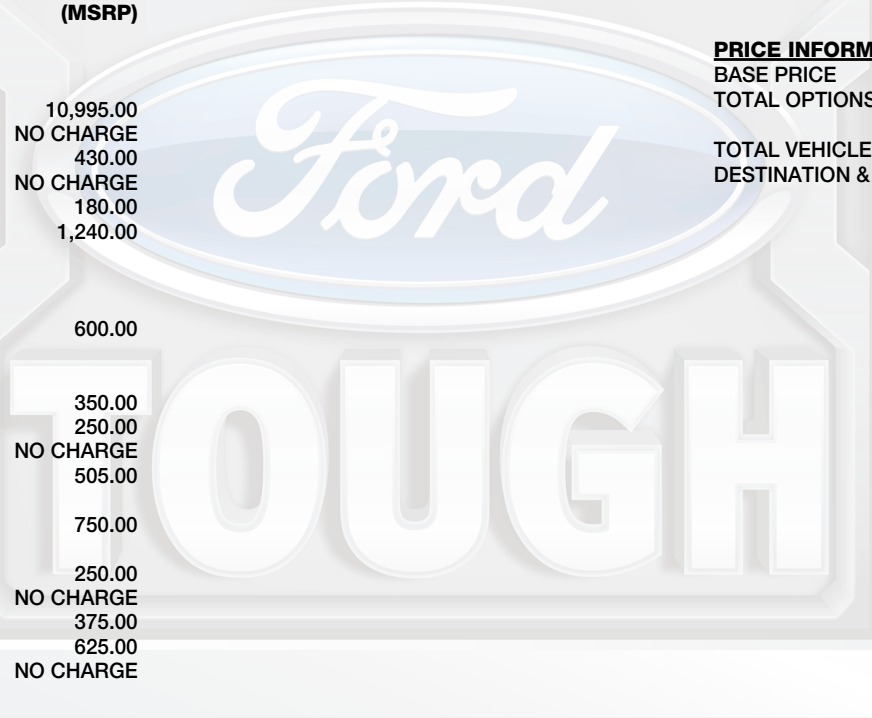 (MSRP)
10,995.00
NO CHARGE
430.00
NO CHARGE
180.00
1,240.00
600.00
350.00
250.00
NO CHARGE
505.00
750.00
250.00
NO CHARGE
375.00
625.00
NO CHARGE
PRICE INFORM
BASE PRICE
TOTAL OPTIONS
TOTAL VEHICLE
DESTINATION &
Ford
TOUGH